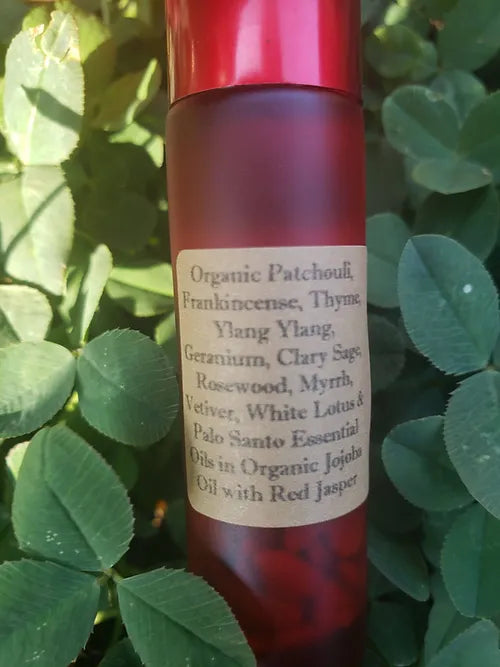 Organic Patchouli,
Frankincense, Thyme,
Ylang Ylang,
Geranium, Clary Sage,
Rosewood, Myrrh,
Vetiver, White Lotus &
Palo Santo Essential
Oils in Organic Jojoba
Oil with Red Jasper